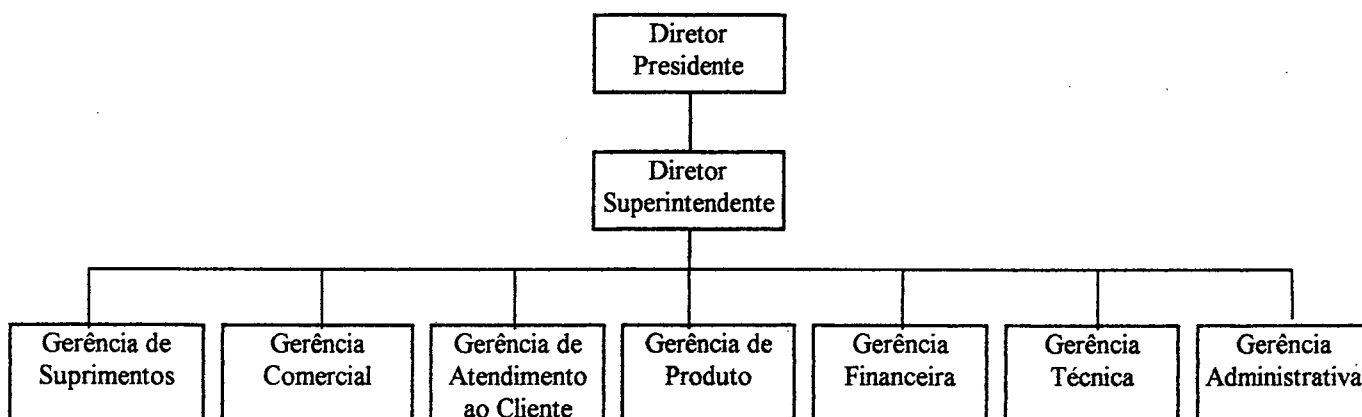 Diretor
Presidente
Diretor
Superintendente
Gerência de
Suprimentos
Gerência
Comercial
Gerência de
Atendimento
ao Cliente
Gerência de
Produto
Gerência
Financeira
Gerência
Técnica
Gerência
Administrativa